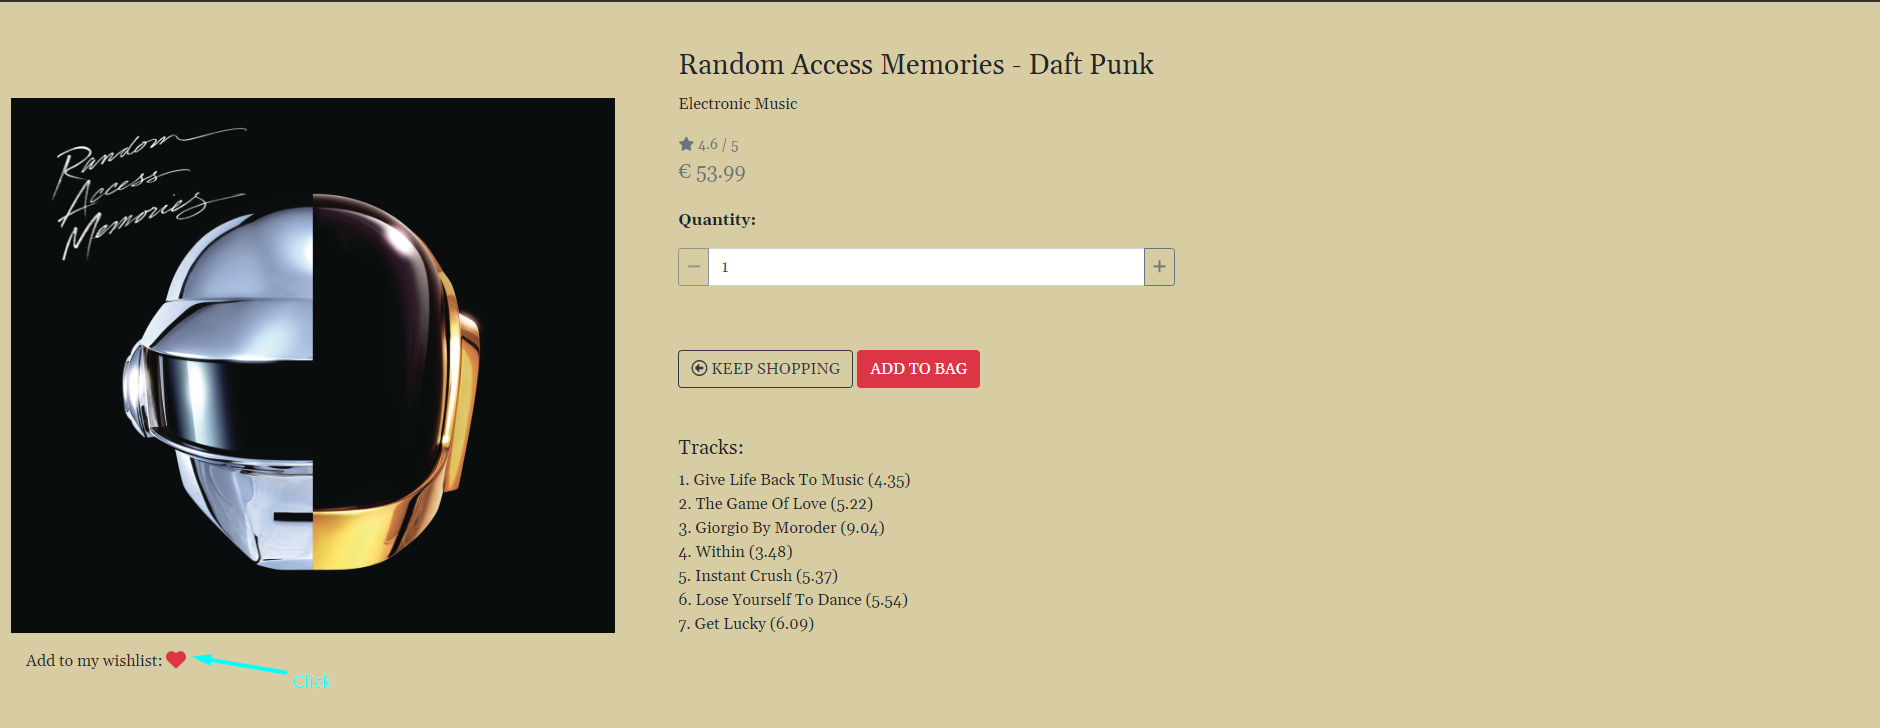 Random Access Memories - Daft Punk
Electronic Music
4.6 / 5
€ 53.99
Quantity:
1
KEEP SHOPPING
ADD TO BAG
Tracks:
1. Give Life Back To Music (4.35)
2. The Game Of Love (5.22)
3. Giorgio By Moroder (9.04)
4. Within (3.48)
5. Instant Crush (5.37)
6. Lose Yourself To Dance (5.54)
7. Get Lucky (6.09)
Random
Access
Memories
Add to my wishlist:
Click